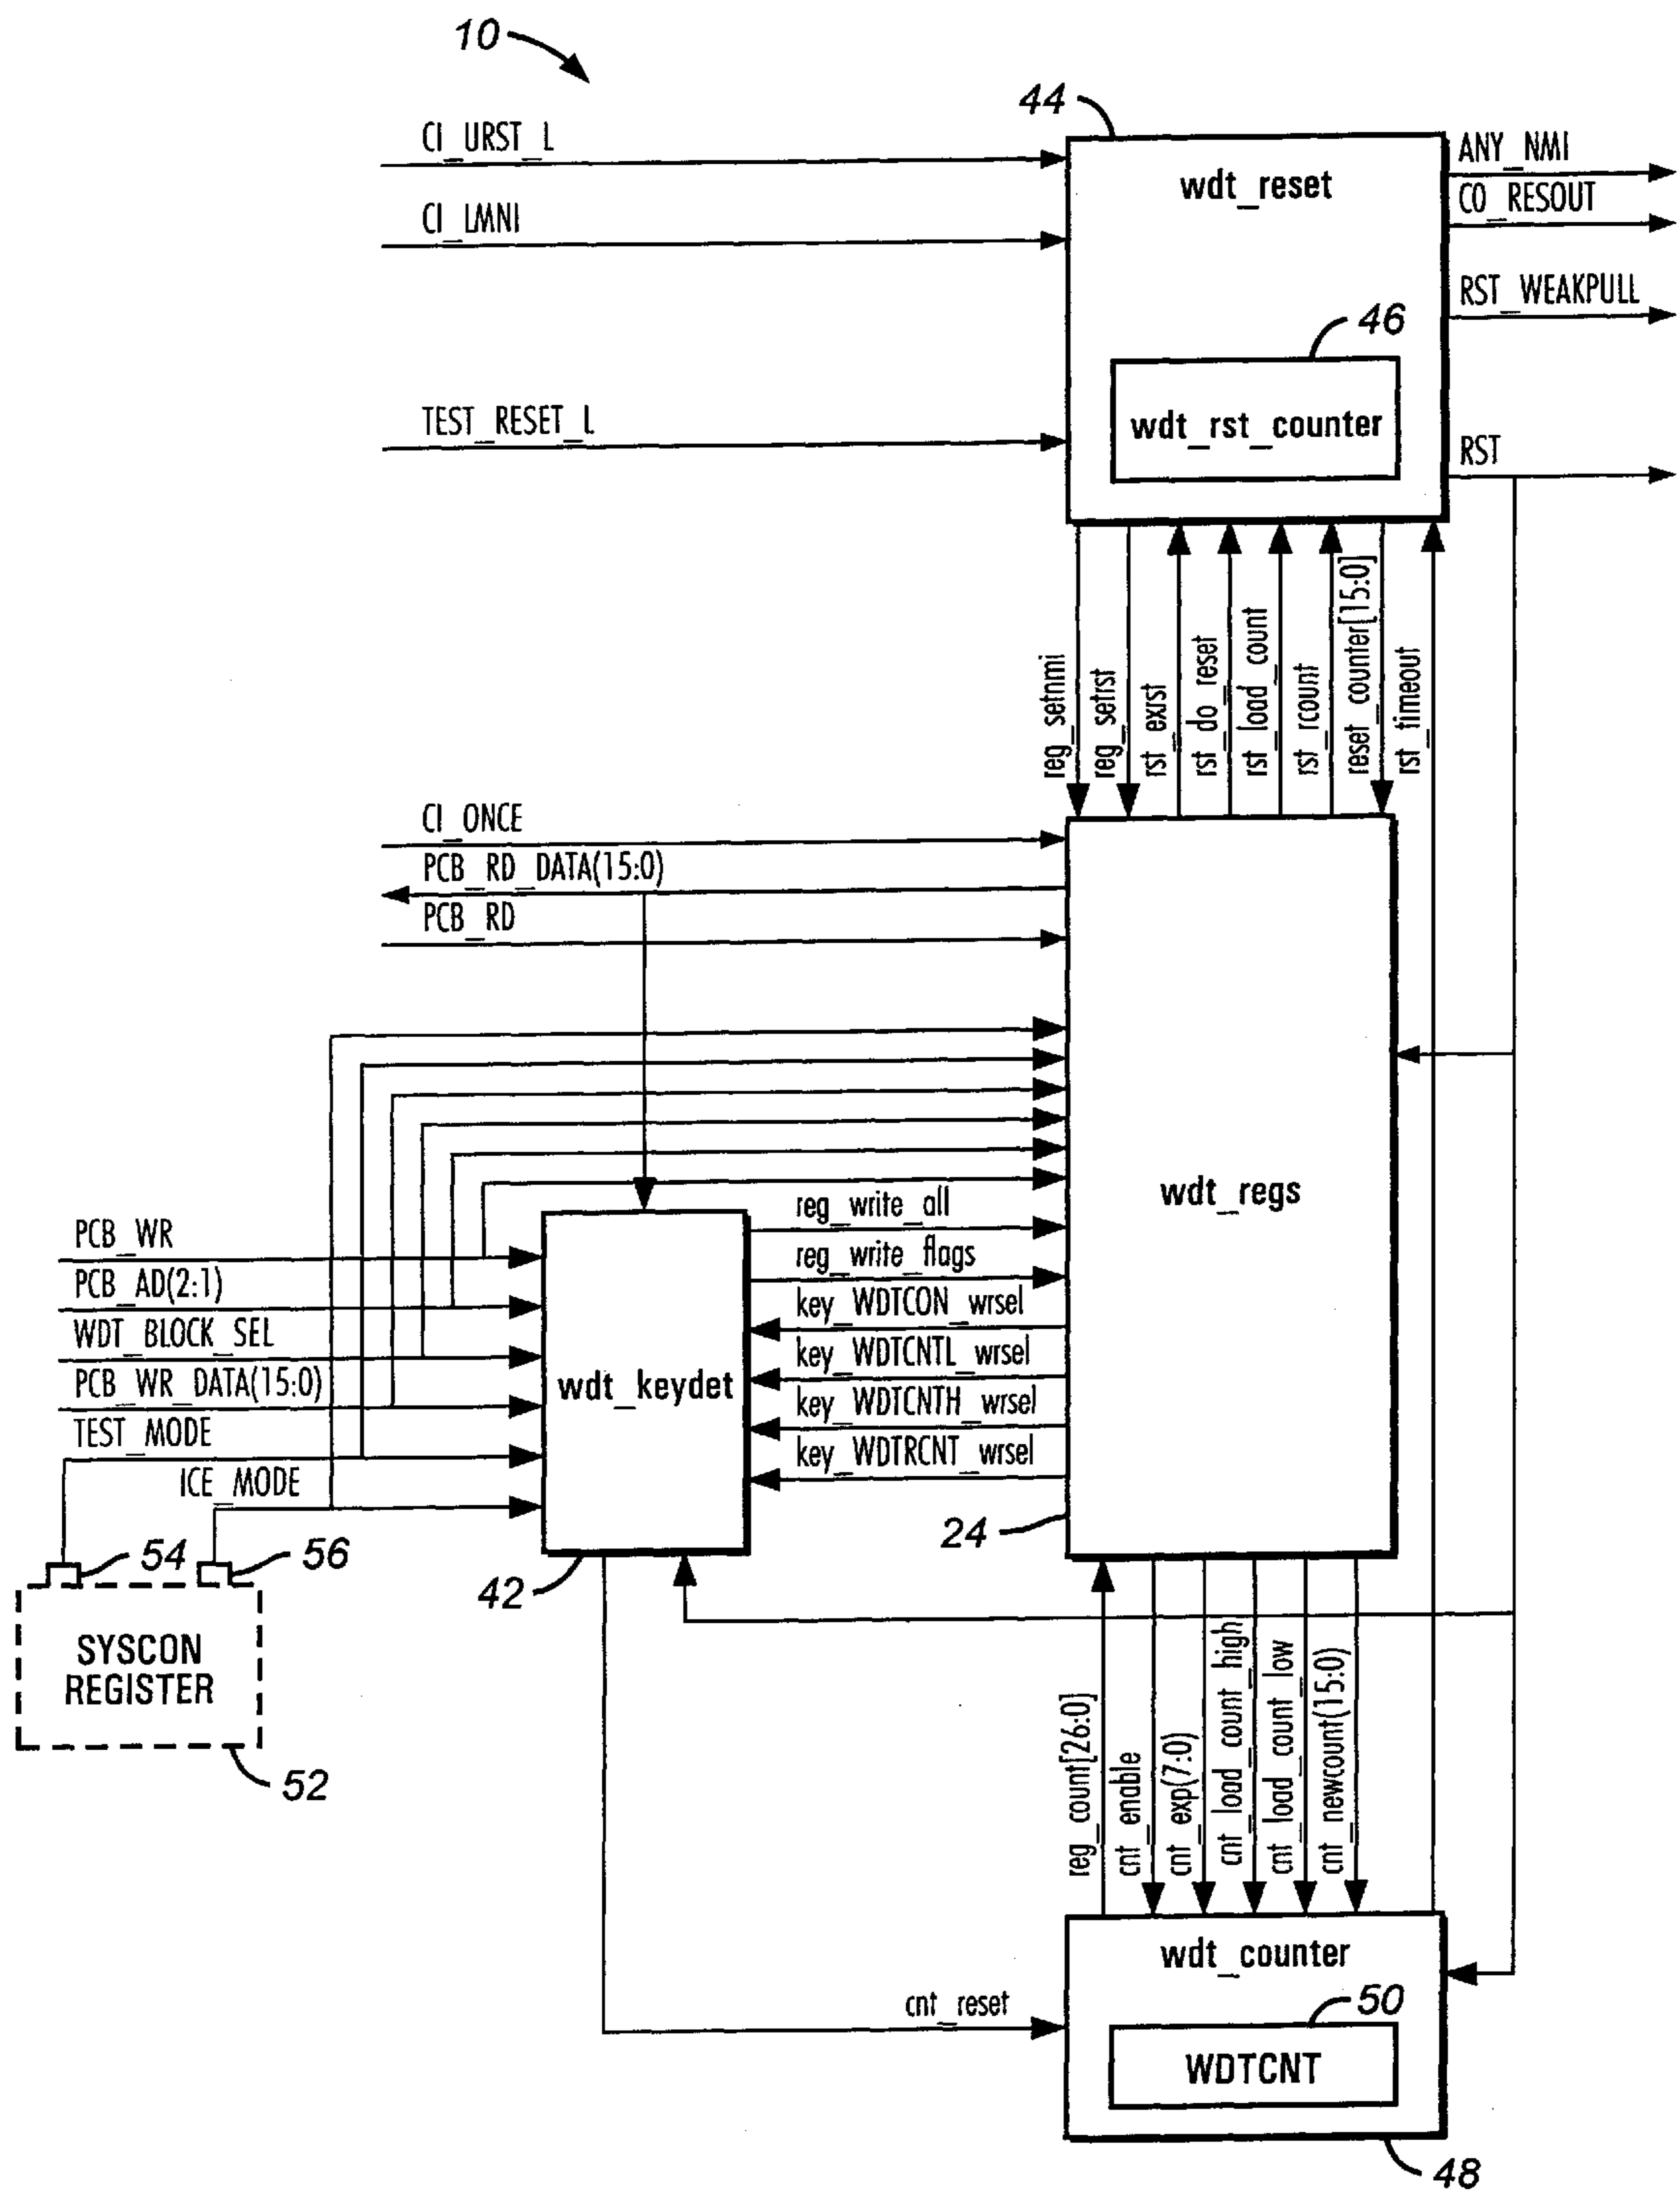 10
44
CI_URST_L
wdt_reset
ANY_NMI
CI_LMNI
CO_RESOUT
RST_WEAKPULL
46
TEST_RESET_L
wdt_rst_counter
RST
reg_setnmi
reg_setrst
rst_exrst
rst_do_reset
rst_load_count
rst_rcount
reset_counter[15:0]
rst_timeout
CI_ONCE
PCB_RD_DATA(15:0)
PCB_RD
wdt_regs
reg_write_all
PCB_WR
reg_write_flags
PCB_AD(2:1)
key_WDTCON_wrsel
WDT_BLOCK_SEL
key_WDTCNTL_wrsel
PCB_WR_DATA(15:0)
wdt_keydet
key_WDTCNTH_wrsel
TEST_MODE
key_WDTRCNT_wrsel
ICE_MODE
24
54
56
42
SYSCON
REGISTER
52
reg_count[26:0]
cnt_enable
cnt_exp(7:0)
cnt_load_count_high
cnt_load_count_low
cnt_newcount(15:0)
wdt_counter
cnt_reset
50
WDTCNT
48